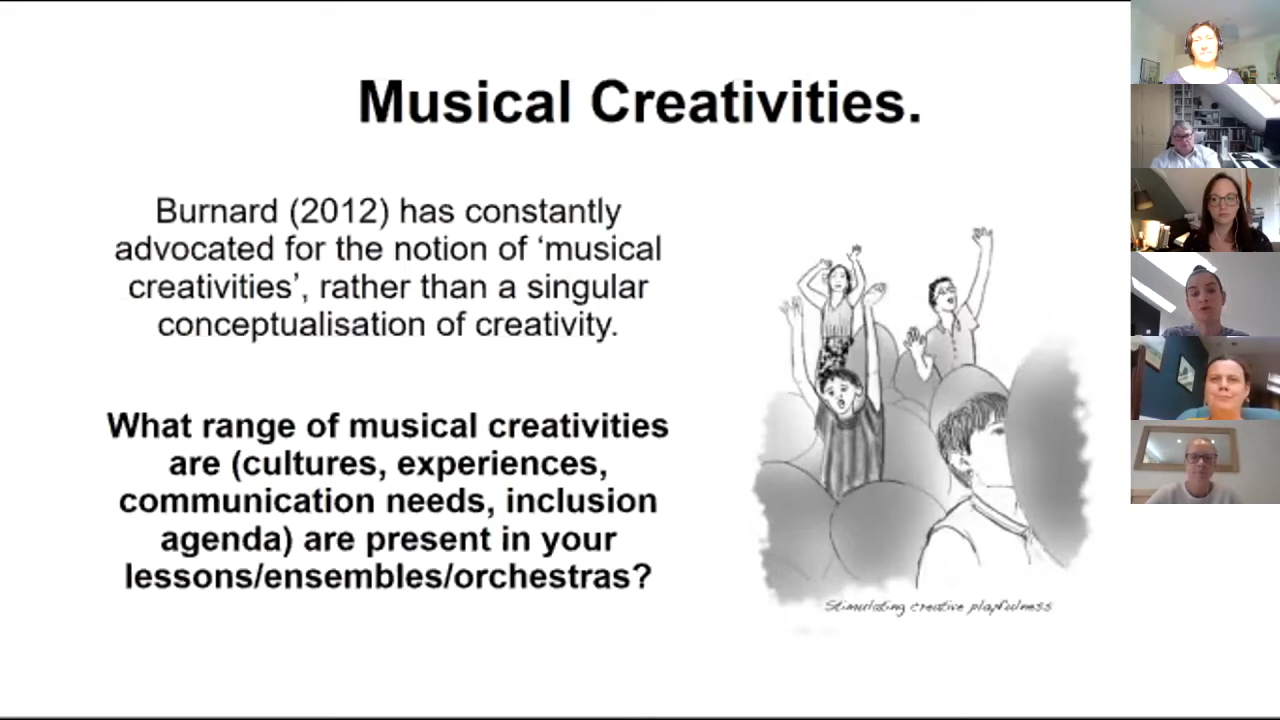 Musical Creativities.
Burnard (2012) has constantly
advocated for the notion of ‘musical
creativities’, rather than a singular
conceptualisation of creativity.
What range of musical creativities
are (cultures, experiences,
communication needs, inclusion
agenda) are present in your
lessons/ensembles/orchestras?
Stimulating creative playfulness